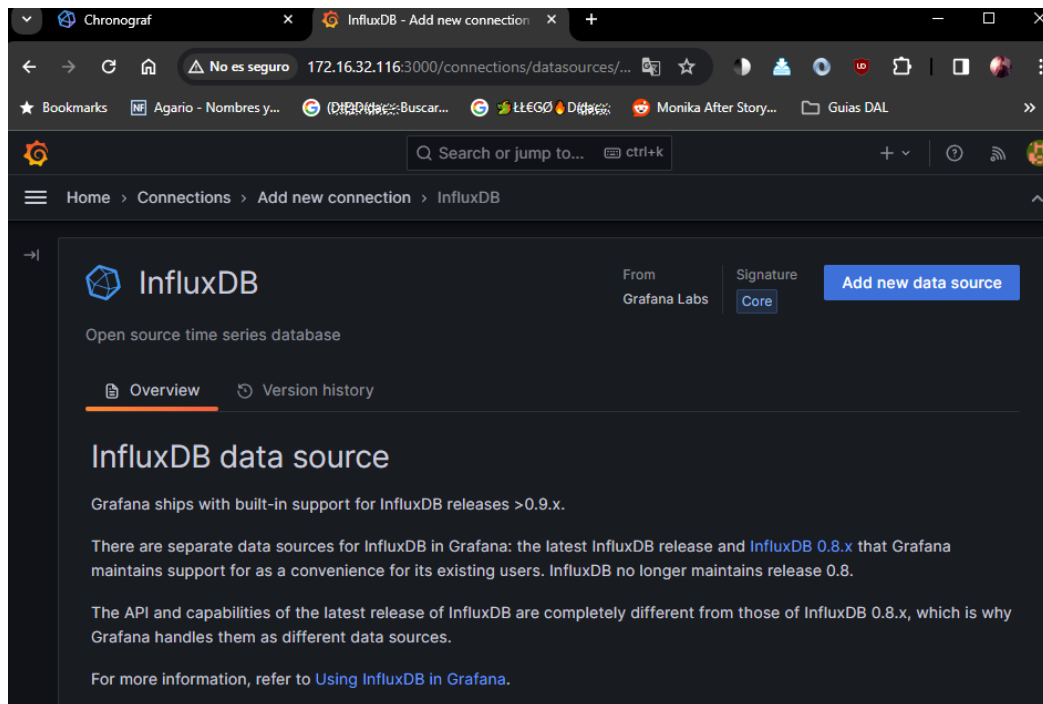 Chronograf
InfluxDB - Add new connection
No es seguro 172.16.32.116:3000/connections/datasources/...
Bookmarks NF Agario - Nombres y... Buscar... Monika After Story... Guias DAL »
Search or jump to... ctrl+k
Home › Connections › Add new connection › InfluxDB
InfluxDB
From
Grafana Labs
Signature
Core
Add new data source
Open source time series database
Overview
Version history
InfluxDB data source
Grafana ships with built-in support for InfluxDB releases >0.9.x.
There are separate data sources for InfluxDB in Grafana: the latest InfluxDB release and InfluxDB 0.8.x that Grafana
maintains support for as a convenience for its existing users. InfluxDB no longer maintains release 0.8.
The API and capabilities of the latest release of InfluxDB are completely different from those of InfluxDB 0.8.x, which is why
Grafana handles them as different data sources.
For more information, refer to Using InfluxDB in Grafana.